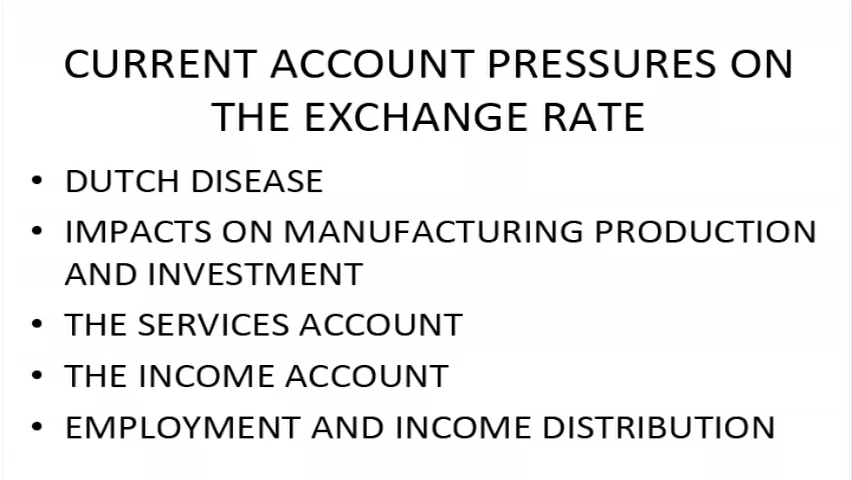 CURRENT ACCOUNT PRESSURES ON
THE EXCHANGE RATE
• DUTCH DISEASE
• IMPACTS ON MANUFACTURING PRODUCTION
AND INVESTMENT
• THE SERVICES ACCOUNT
• THE INCOME ACCOUNT
• EMPLOYMENT AND INCOME DISTRIBUTION